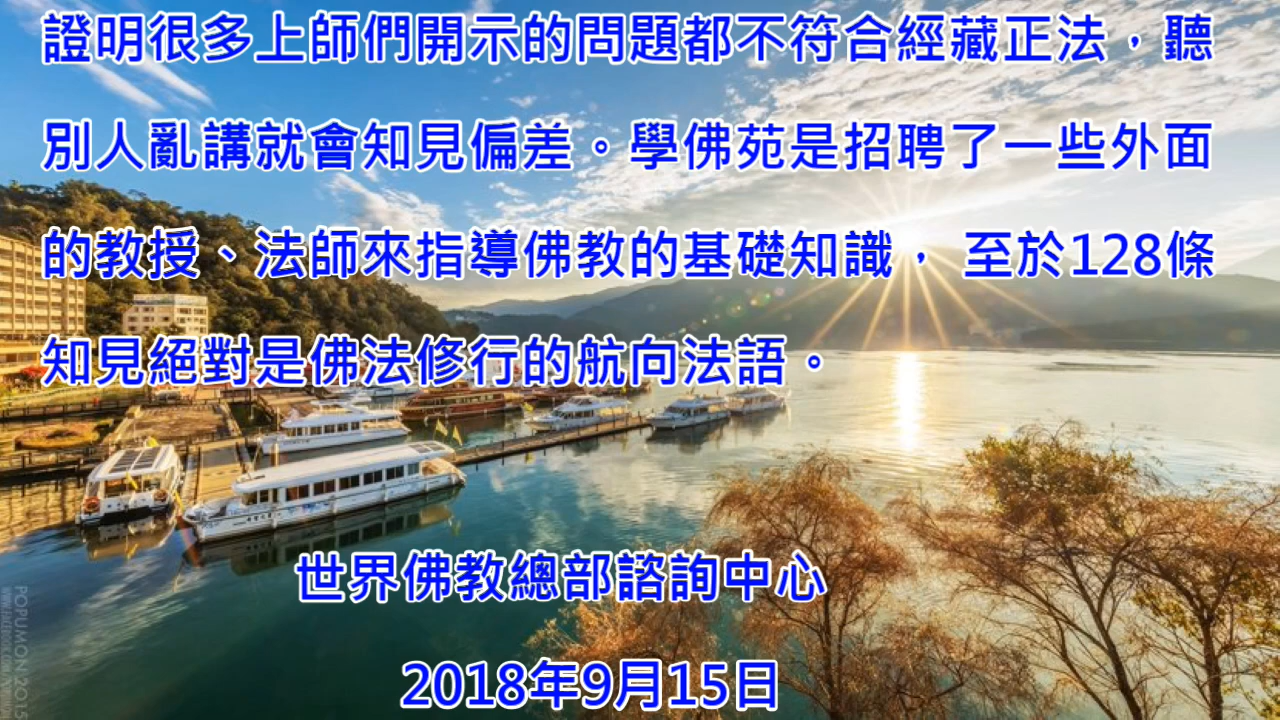 證明很多上師們開示的問題都不符合經藏正法，聽
別人亂講就會知見偏差。學佛苑是招聘了一些外面
的教授、法師來指導佛教的基礎知識， 至於128條
知見絕對是佛法修行的航向法語。
世界佛教總部諮詢中心
2018年9月15日
POPUMON2015